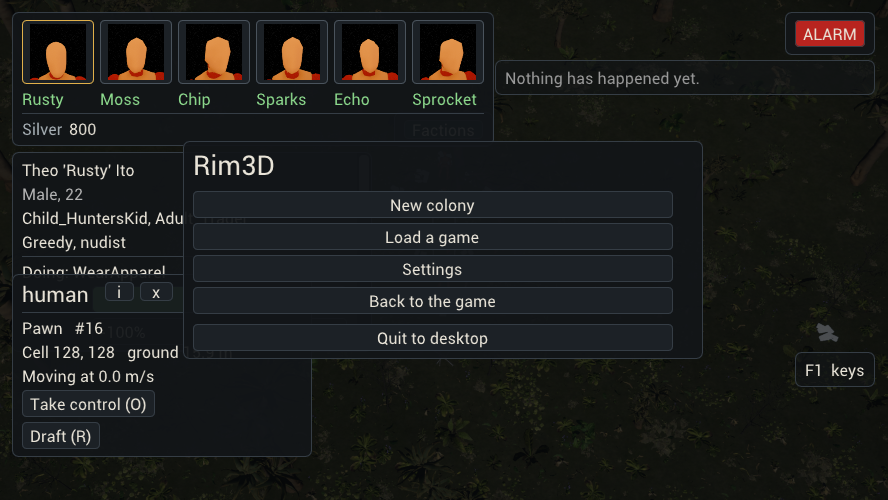 ALARM
Nothing has happened yet.
Rusty Moss Chip Sparks Echo Sprocket
Silver 800
Factions
Theo 'Rusty' Ito
Male, 22
Child_HuntersKid, Adu
Greedy, nudist
Doing: WearApparel
Rim3D
New colony
Load a game
Settings
Back to the game
Quit to desktop
human i x
Pawn #16
100%
Cell 128, 128 ground
Moving at 0.0 m/s
Take control (O)
Draft (R)
F1 keys